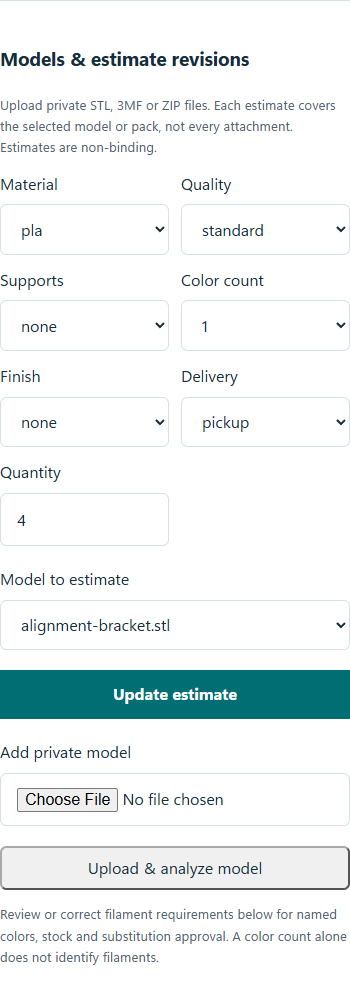 Models & estimate revisions
Upload private STL, 3MF or ZIP files. Each estimate covers
the selected model or pack, not every attachment.
Estimates are non-binding.
Material
Quality
pla
standard
Supports
Color count
none
1
Finish
Delivery
none
pickup
Quantity
4
Model to estimate
alignment-bracket.stl
Update estimate
Add private model
Choose File No file chosen
Upload & analyze model
Review or correct filament requirements below for named
colors, stock and substitution approval. A color count alone
does not identify filaments.